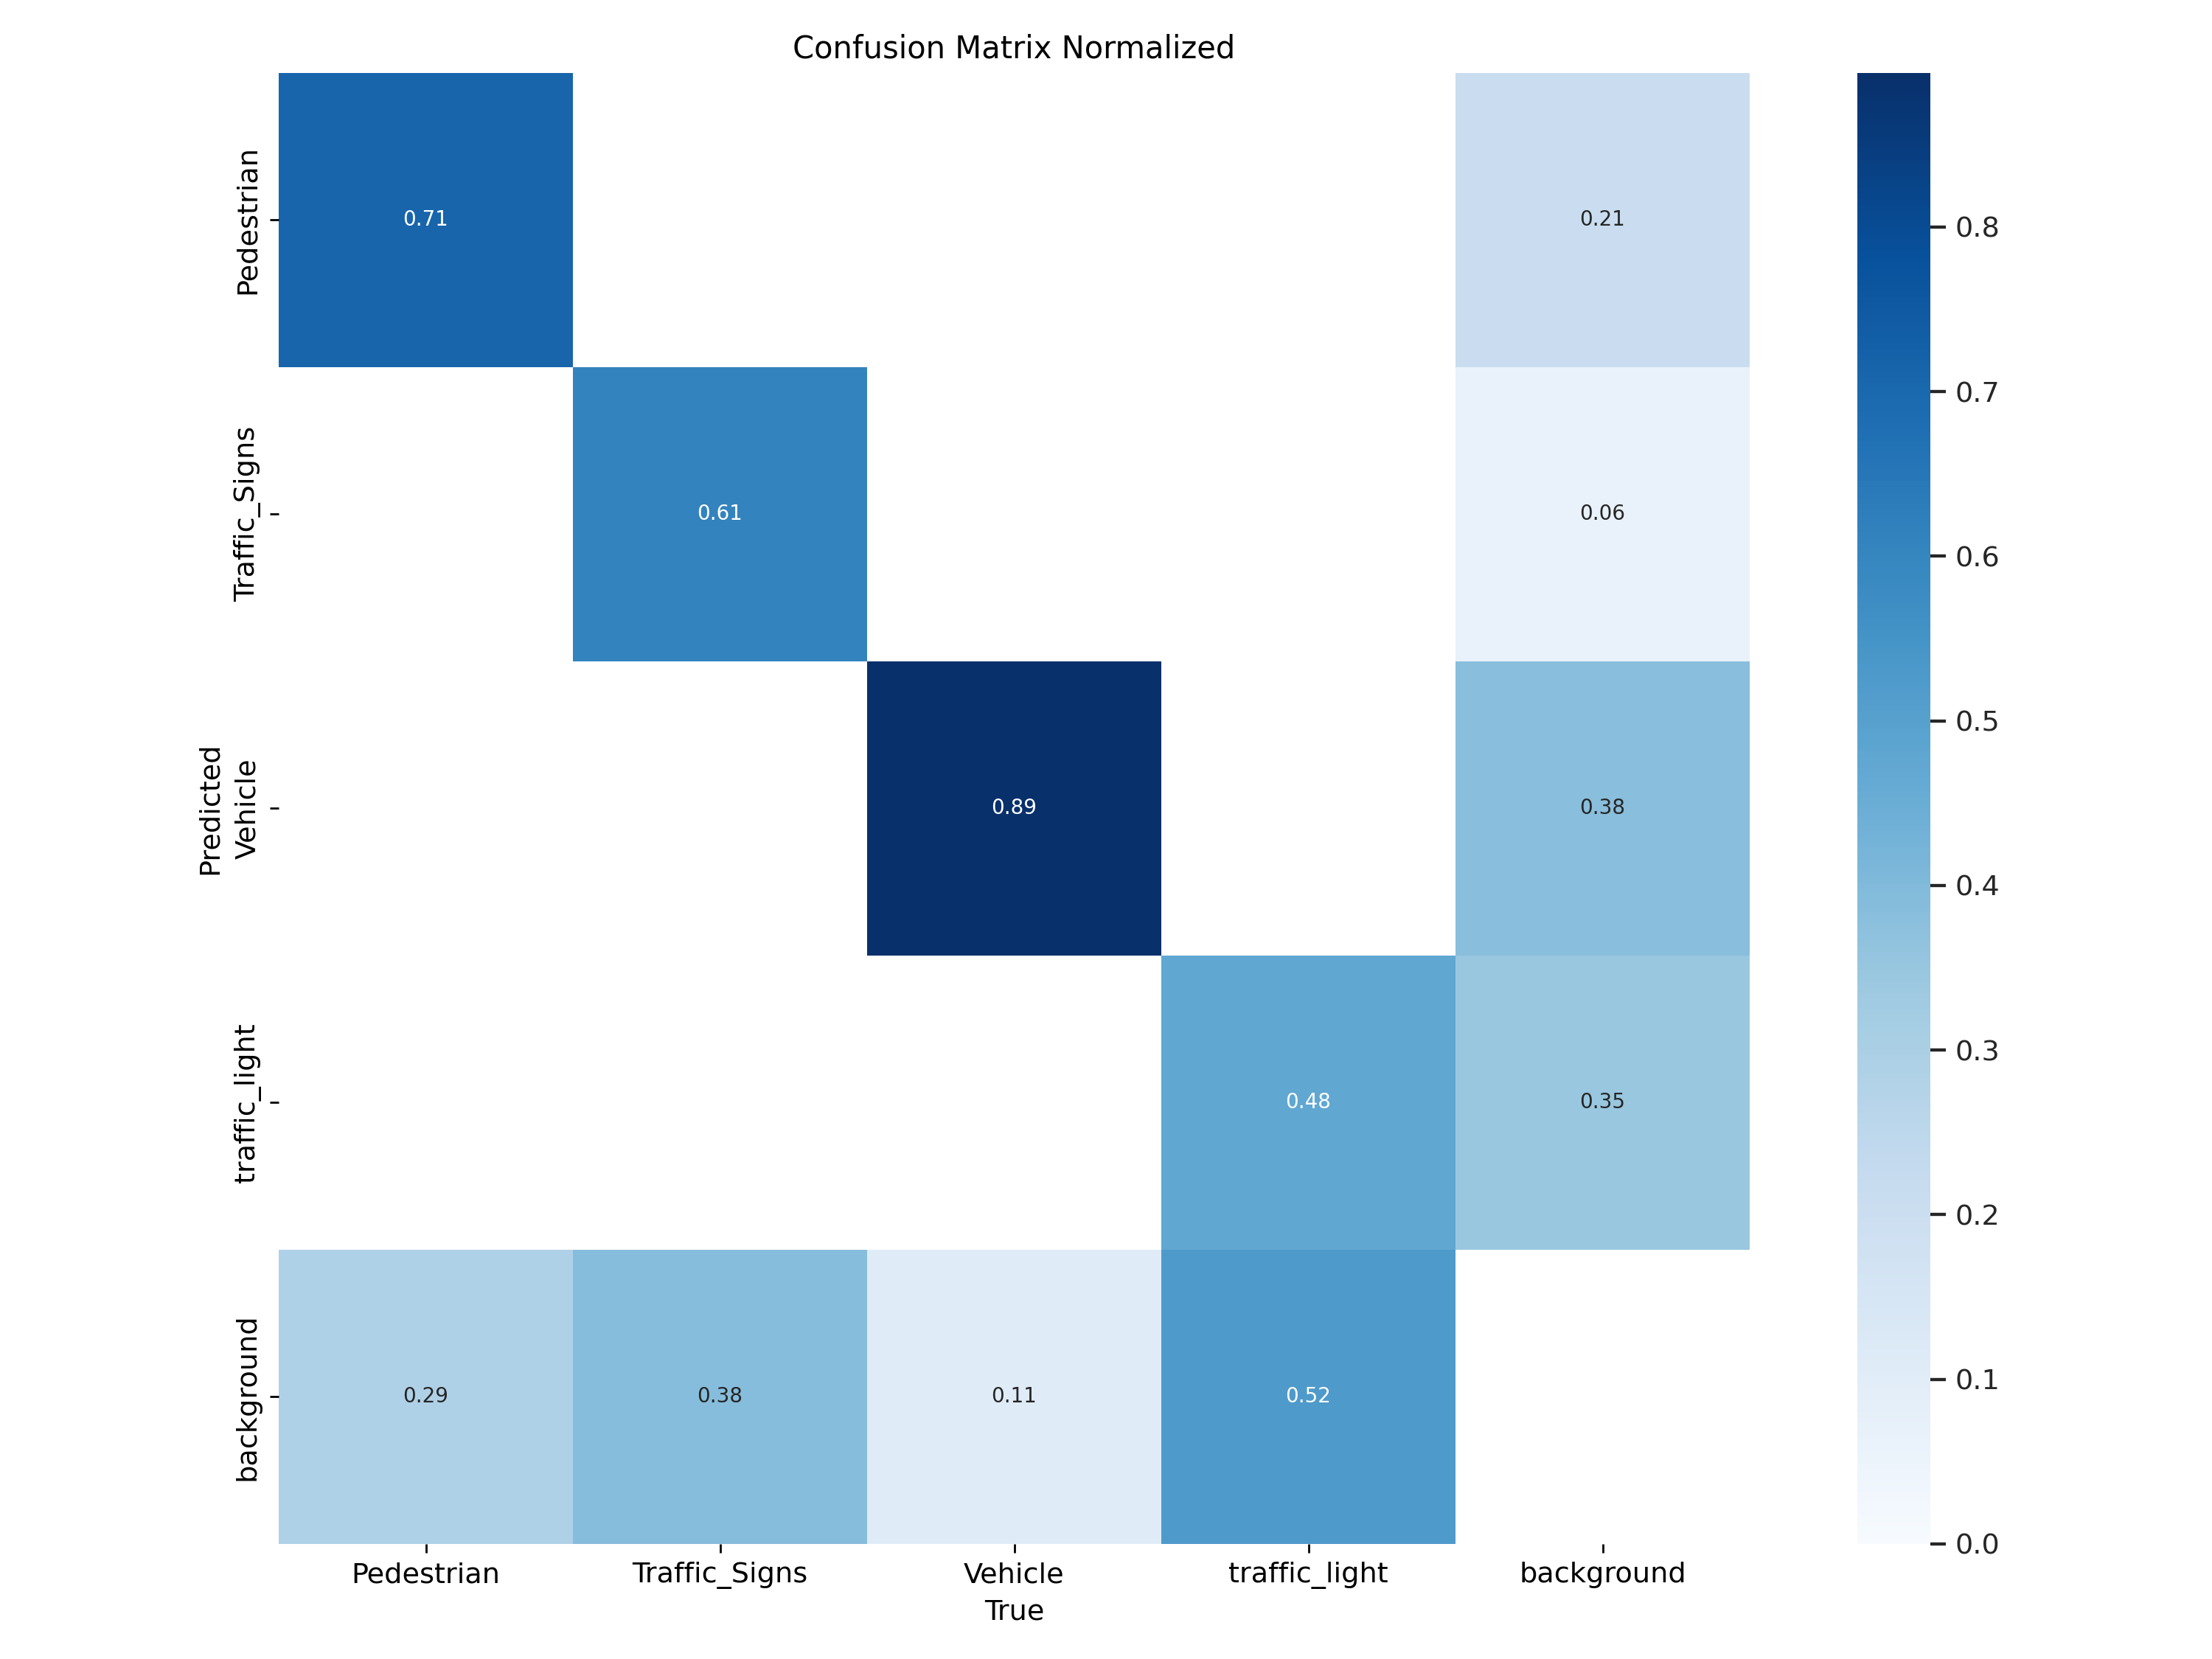 Confusion Matrix Normalized
Pedestrian
0.71
0.21
Traffic_Signs
0.61
0.06
Predicted
Vehicle
0.89
0.38
traffic_light
0.48
0.35
background
0.29
0.38
0.11
0.52
Pedestrian
Traffic_Signs
Vehicle
traffic_light
background
True
0.8
0.7
0.6
0.5
0.4
0.3
0.2
0.1
0.0